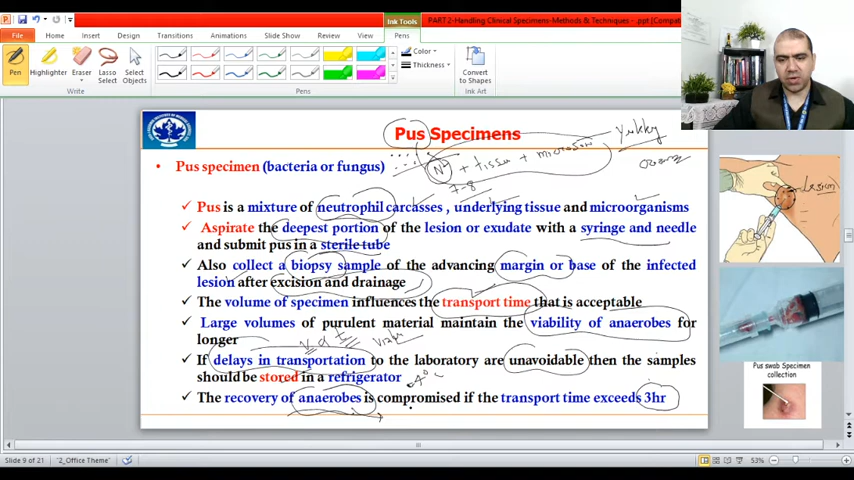 Ink Tools
PART 2-Handling Clinical Specimens-Methods & Techniques - .ppt [Compat
File
Home
Insert
Design
Transitions
Animations
Slide Show
Review
View
Pens
Pen
Highlighter
Eraser
Lasso
Select
Select
Objects
Color
Thickness
Convert
to Shapes
Write
Pens
Ink Art
Pus Specimens
Yukky
N + tissu + microson
7-8
• Pus specimen (bacteria or fungus)
Lesion
✓ Pus is a mixture of neutrophil carcasses , underlying tissue and microorganisms
✓ Aspirate the deepest portion of the lesion or exudate with a syringe and needle
and submit pus in a sterile tube
✓ Also collect a biopsy sample of the advancing margin or base of the infected
lesion after excision and drainage
✓ The volume of specimen influences the transport time that is acceptable
✓ Large volumes of purulent material maintain the viability of anaerobes for
longer
✓ If delays in transportation to the laboratory are unavoidable then the samples
should be stored in a refrigerator
4°
✓ The recovery of anaerobes is compromised if the transport time exceeds 3hr
Pus swab Specimen
collection
Slide 9 of 21
"2_Office Theme"
53%